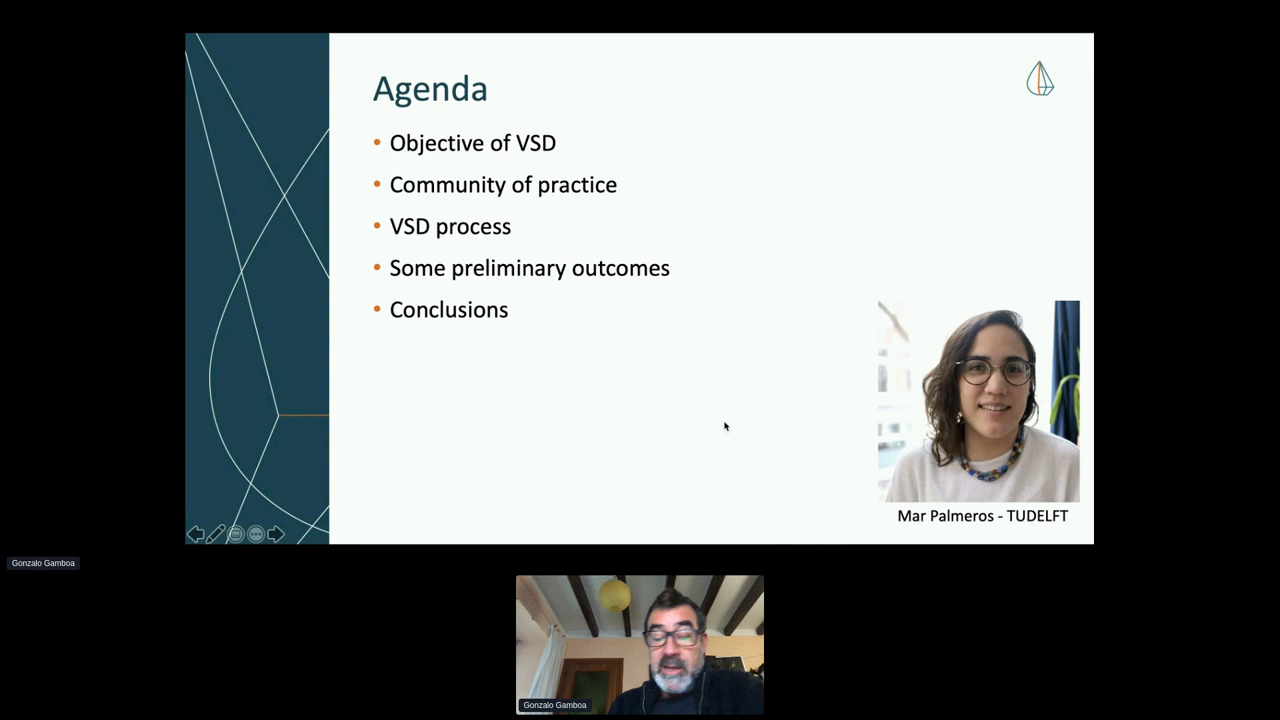 Agenda
• Objective of VSD
• Community of practice
• VSD process
• Some preliminary outcomes
• Conclusions
Mar Palmeros - TUDELFT
Gonzalo Gamboa
Gonzalo Gamboa